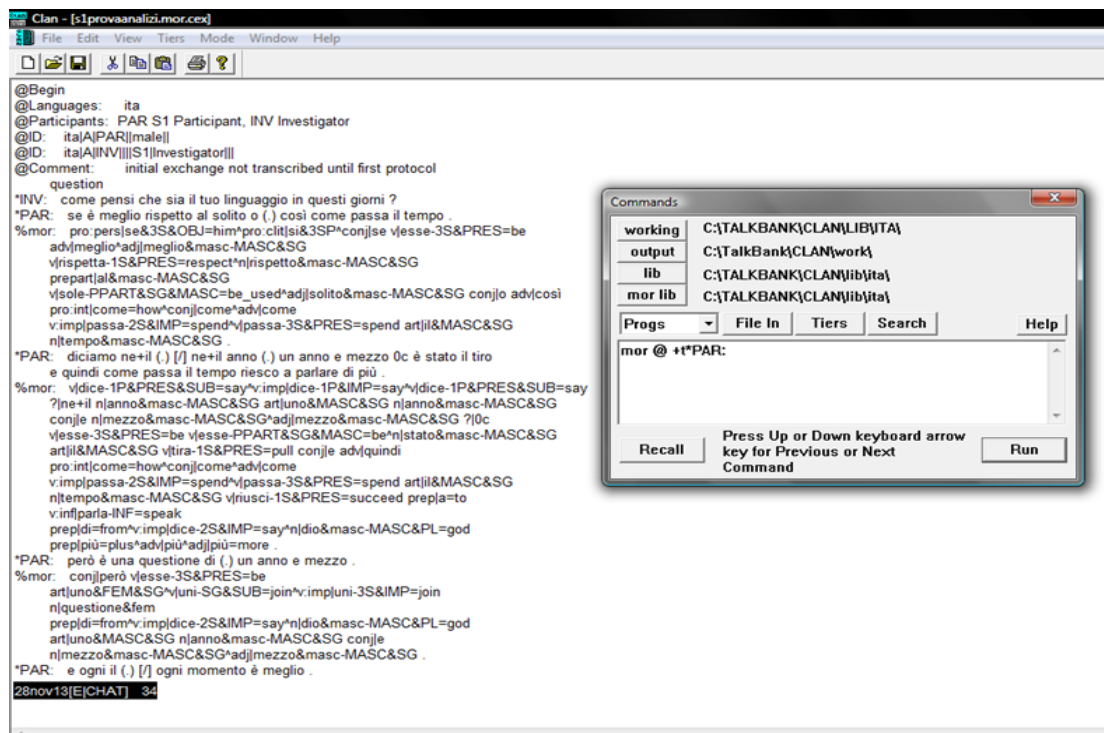 Clan - [s1provaanalizi.mor.cex]
File Edit View Tiers Mode Window Help
@Begin
@Languages: ita
@Participants: PAR S1 Participant, INV Investigator
@ID: ita|A|PAR||male||
@ID: ita|A|INV||||S1|Investigator|||
@Comment: initial exchange not transcribed until first protocol
question
*INV: come pensi che sia il tuo linguaggio in questi giorni ?
*PAR: se è meglio rispetto al solito o (.) così come passa il tempo .
%mor: pro:pers|se&3S&OBJ=him^pro:clit|si&3SP^conj|se v|esse-3S&PRES=be
adv|meglio^adj|meglio&masc-MASC&SG
v|rispetta-1S&PRES=respect^n|rispetto&masc-MASC&SG
prepart|al&masc-MASC&SG
v|sole-PPART&SG&MASC=be_used^adj|solito&masc-MASC&SG conj|o adv|così
pro:int|come=how^conj|come^adv|come
v:imp|passa-2S&IMP=spend^v|passa-3S&PRES=spend art|il&MASC&SG
n|tempo&masc-MASC&SG .
*PAR: diciamo ne+il (.) [/] ne+il anno (.) un anno e mezzo 0c è stato il tiro
e quindi come passa il tempo riesco a parlare di più .
%mor: v|dice-1P&PRES&SUB=say^v:imp|dice-1P&IMP=say^v|dice-1P&PRES&SUB=say
?|ne+il n|anno&masc-MASC&SG art|uno&MASC&SG n|anno&masc-MASC&SG
conj|e n|mezzo&masc-MASC&SG^adj|mezzo&masc-MASC&SG ?|0c
v|esse-3S&PRES=be v|esse-PPART&SG&MASC=be^n|stato&masc-MASC&SG
art|il&MASC&SG v|tira-1S&PRES=pull conj|e adv|quindi
pro:int|come=how^conj|come^adv|come
v:imp|passa-2S&IMP=spend^v|passa-3S&PRES=spend art|il&MASC&SG
n|tempo&masc-MASC&SG v|riusci-1S&PRES=succeed prep|a=to
v:inf|parla-INF=speak
prep|di=from^v:imp|dice-2S&IMP=say^n|dio&masc-MASC&PL=god
prep|più=plus^adv|più^adj|più=more .
*PAR: però è una questione di (.) un anno e mezzo .
%mor: conj|però v|esse-3S&PRES=be
art|uno&FEM&SG^v|uni-SG&SUB=join^v:imp|uni-3S&IMP=join
n|questione&fem
prep|di=from^v:imp|dice-2S&IMP=say^n|dio&masc-MASC&PL=god
art|uno&MASC&SG n|anno&masc-MASC&SG conj|e
n|mezzo&masc-MASC&SG^adj|mezzo&masc-MASC&SG .
*PAR: e ogni il (.) [/] ogni momento è meglio .
28nov13[E|CHAT] 34
Commands
working C:\TALKBANK\CLAN\LIB\ITA\
output C:\TalkBank\CLAN\work\
lib C:\TALKBANK\CLAN\lib\ita\
mor lib C:\TALKBANK\CLAN\lib\ita\
Progs File In Tiers Search Help
mor @ +t*PAR:
Recall Press Up or Down keyboard arrow key for Previous or Next Command Run